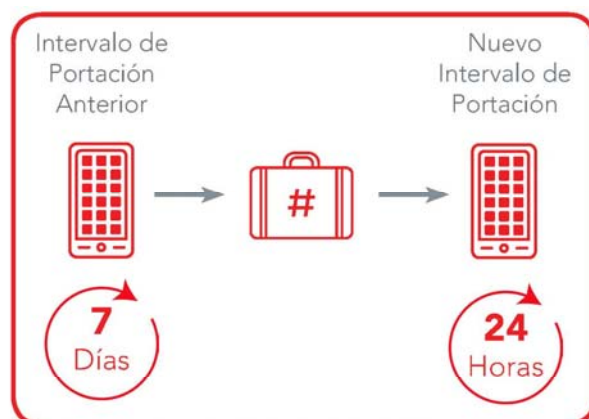 Intervalo de
Portación
Anterior
Nuevo
Intervalo de
Portación
#
7
Días
24
Horas